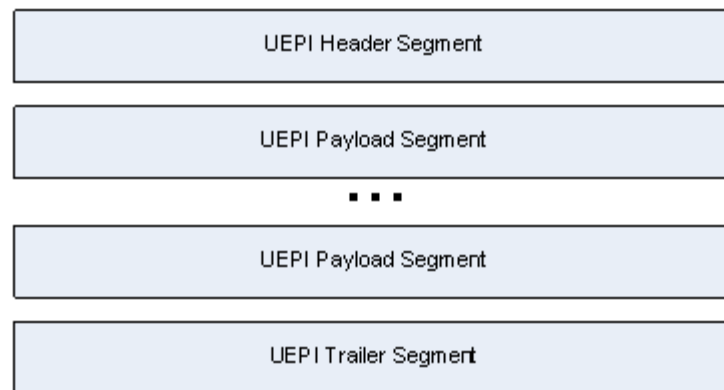 UEPI Header Segment
UEPI Payload Segment
...
UEPI Payload Segment
UEPI Trailer Segment